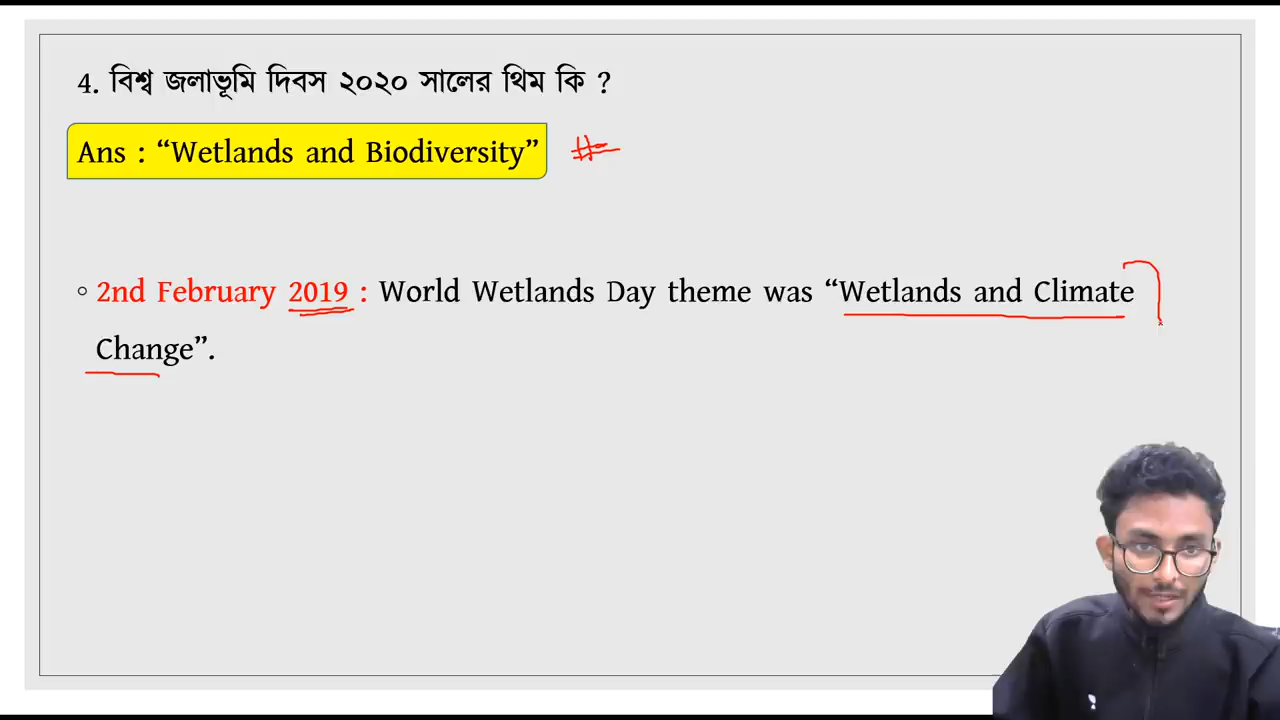 4. বিশ্ব জলাভূমি দিবস ২০২০ সালের থিম কি ?
Ans : “Wetlands and Biodiversity”
◦ 2nd February 2019 : World Wetlands Day theme was “Wetlands and Climate
Change”.